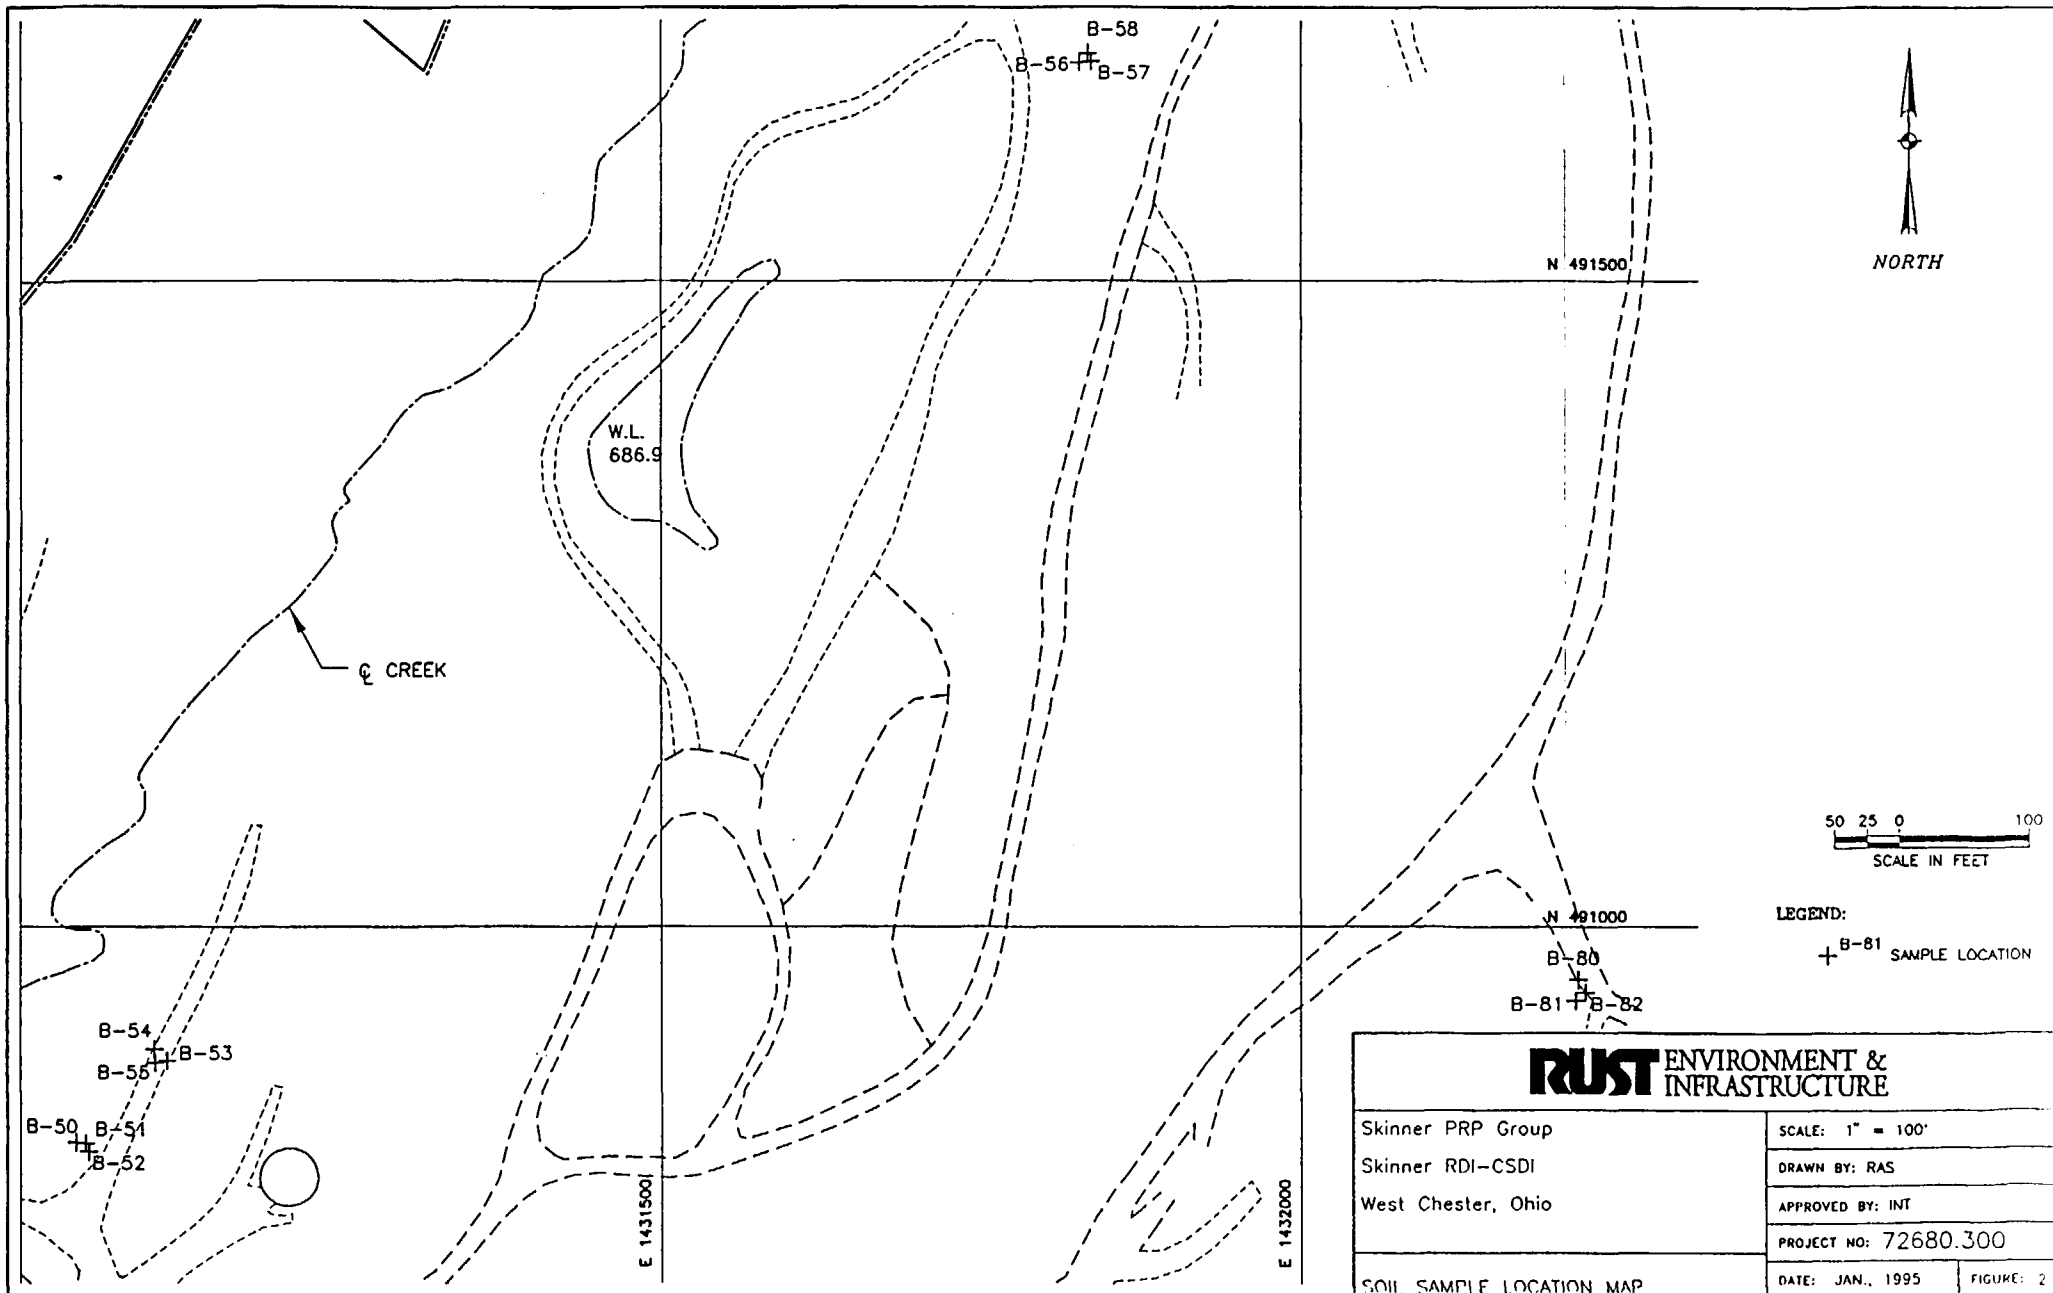 B-58
B-56
B-57
N 491500
NORTH
W.L.
686.9
℄ CREEK
50 25 0 100
SCALE IN FEET
N 491000
LEGEND:
B-81 SAMPLE LOCATION
B-80
B-81
B-82
B-54
B-53
B-55
B-50
B-51
B-52
E 1431500
E 1432000
RUST ENVIRONMENT &
INFRASTRUCTURE
Skinner PRP Group
Skinner RDI-CSDI
West Chester, Ohio
SOIL SAMPLE LOCATION MAP
SCALE: 1" = 100'
DRAWN BY: RAS
APPROVED BY: INT
PROJECT NO: 72680.300
DATE: JAN., 1995
FIGURE: 2